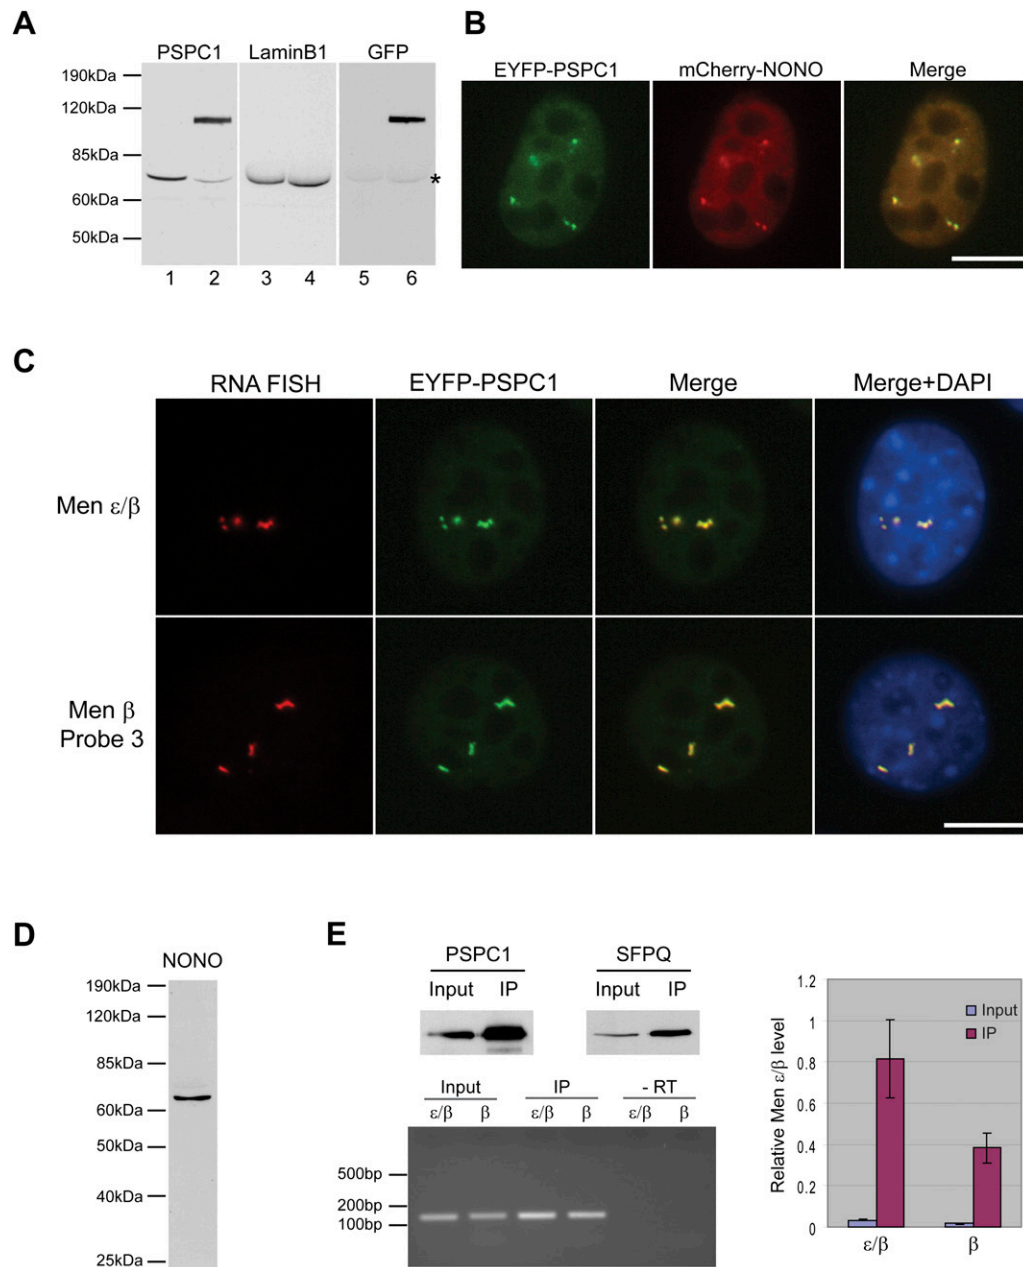 A
PSPC1 LaminB1 GFP
190kDa
120kDa
85kDa
60kDa
50kDa
*
1 2 3 4 5 6
B
EYFP-PSPC1 mCherry-NONO Merge
C
RNA FISH EYFP-PSPC1 Merge Merge+DAPI
Men ε/β
Men β
Probe 3
D
NONO
190kDa
120kDa
85kDa
60kDa
50kDa
40kDa
25kDa
E
PSPC1 SFPQ
Input IP Input IP
Input IP - RT
ε/β β ε/β β ε/β β
500bp
200bp
100bp
Relative Men ε/β level
1.2
1
0.8
0.6
0.4
0.2
0
Input
IP
ε/β β